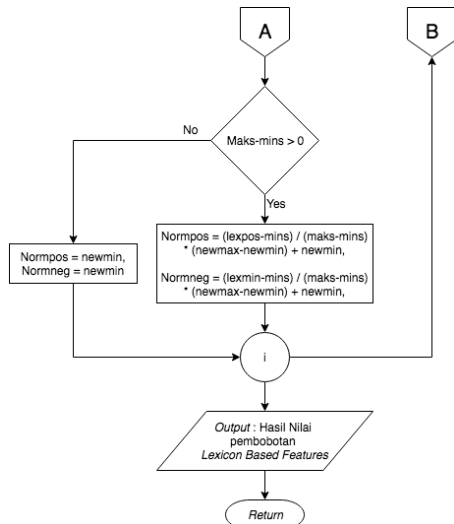 A
B
Maks-mins > 0
No
Yes
Normpos = newmin,
Normneg = newmin
Normpos = (lexpos-mins) / (maks-mins)
* (newmax-newmin) + newmin,
Normneg = (lexmin-mins) / (maks-mins)
* (newmax-newmin) + newmin,
i
Output : Hasil Nilai
pembobotan
Lexicon Based Features
Return